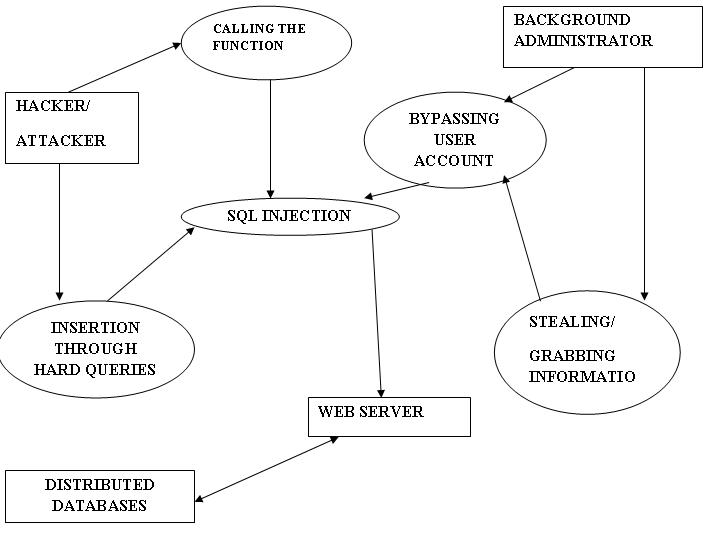 CALLING THE
FUNCTION
BACKGROUND
ADMINISTRATOR
HACKER/
ATTACKER
BYPASSING
USER
ACCOUNT
SQL INJECTION
INSERTION
THROUGH
HARD QUERIES
STEALING/
GRABBING
INFORMATIO
WEB SERVER
DISTRIBUTED
DATABASES